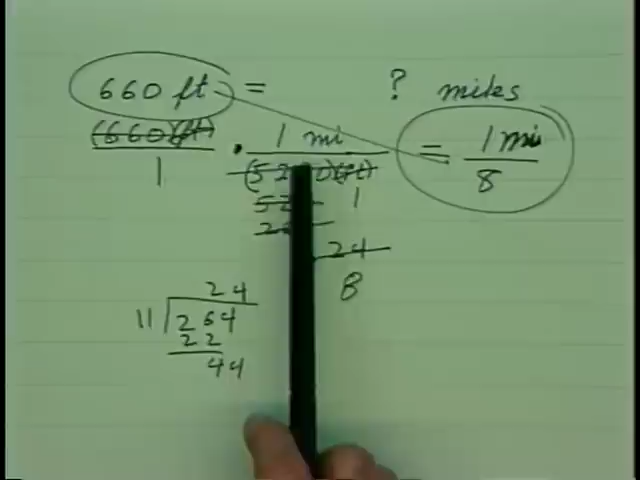 660 ft = ? miles
(660)(ft) . 1 mi = 1 mi
1 (5280)(ft) 8
1
24
8
24
11 264
22
44